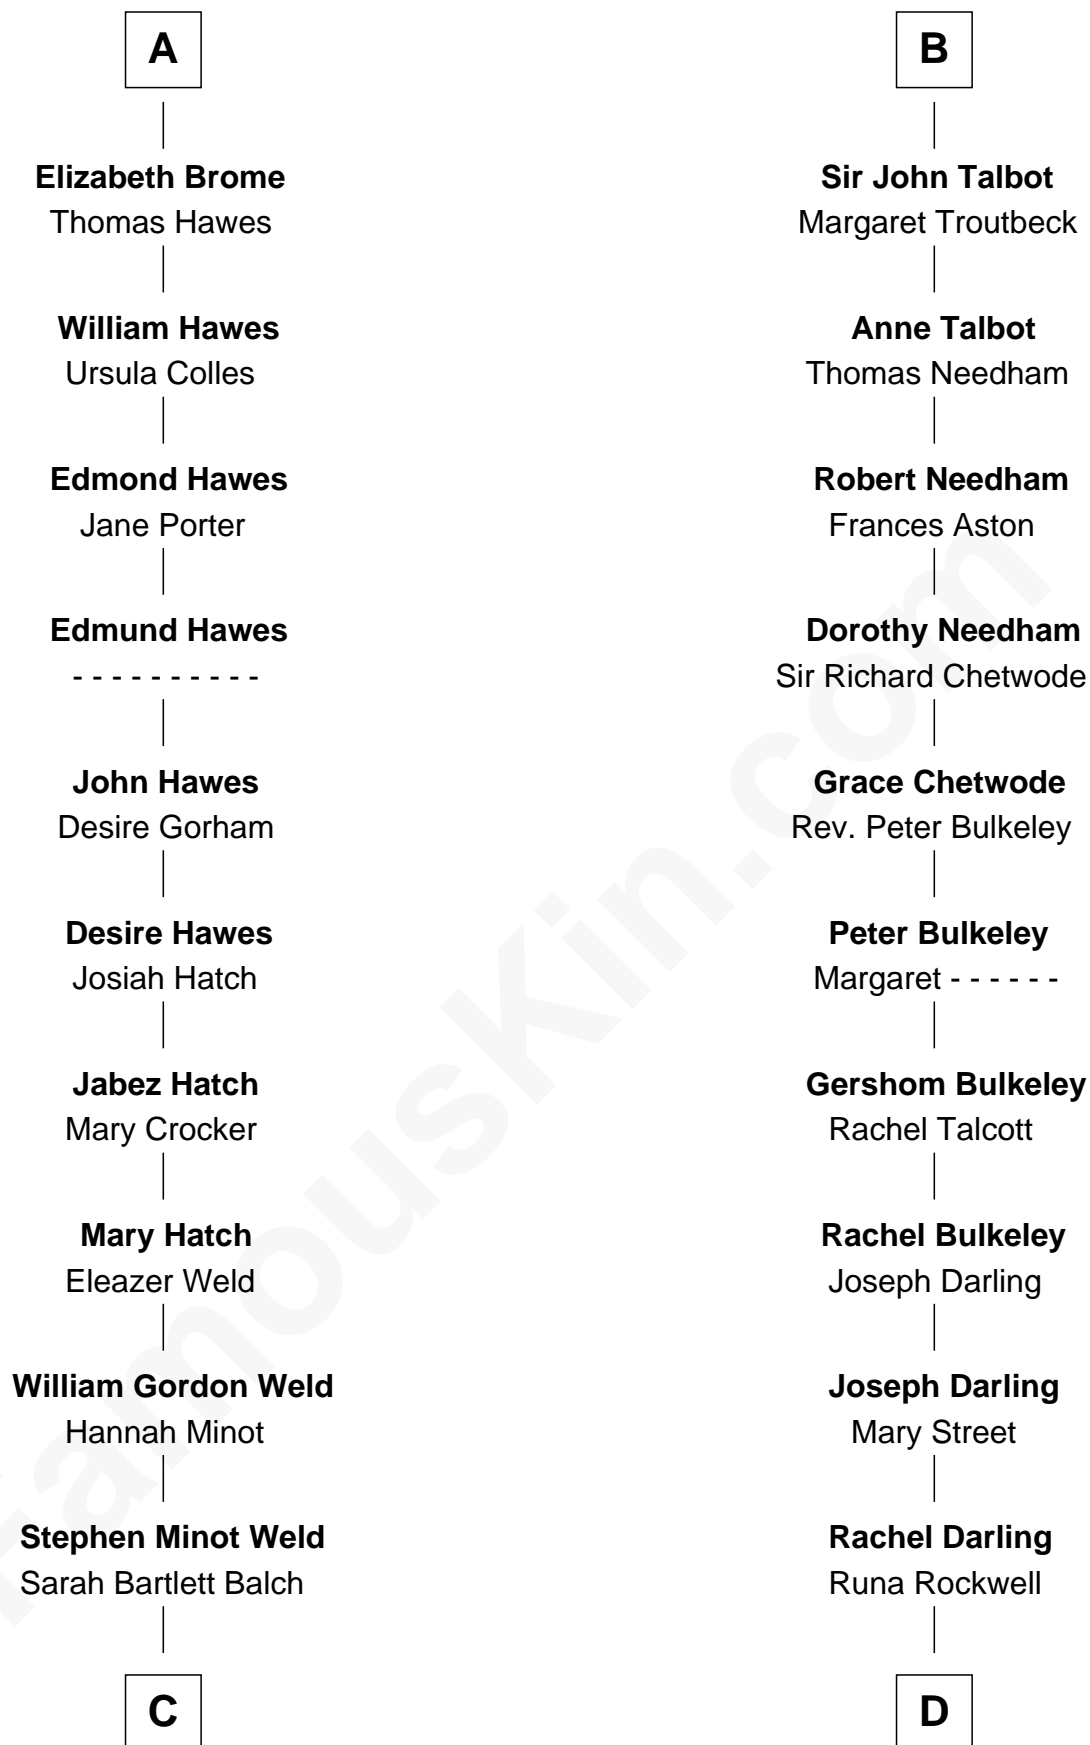 A
Elizabeth Brome
Thomas Hawes
William Hawes
Ursula Colles
Edmond Hawes
Jane Porter
Edmund Hawes
- - - - - - - - - -
John Hawes
Desire Gorham
Desire Hawes
Josiah Hatch
Jabez Hatch
Mary Crocker
Mary Hatch
Eleazer Weld
William Gordon Weld
Hannah Minot
Stephen Minot Weld
Sarah Bartlett Balch
C
B
Sir John Talbot
Margaret Troutbeck
Anne Talbot
Thomas Needham
Robert Needham
Frances Aston
Dorothy Needham
Sir Richard Chetwode
Grace Chetwode
Rev. Peter Bulkeley
Peter Bulkeley
Margaret - - - - - -
Gershom Bulkeley
Rachel Talcott
Rachel Bulkeley
Joseph Darling
Joseph Darling
Mary Street
Rachel Darling
Runa Rockwell
D
FamousKin.com